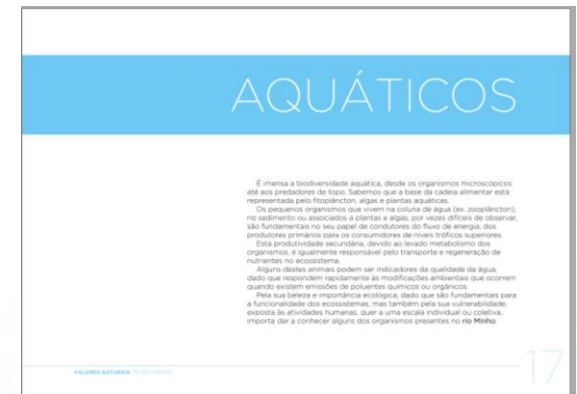 AQUÁTICOS
É imensa a biodiversidade aquática, desde os organismos microscópicos
até aos predadores de topo. Sabemos que a base da cadeia alimentar está
representada pelo fitoplâncton, algas e plantas aquáticas.
Os pequenos organismos que vivem na coluna de água (ex. zooplâncton),
no sedimento ou associados a plantas e algas, por vezes difíceis de observar,
são fundamentais no seu papel de condutores do fluxo de energia, dos
produtores primários para os consumidores de níveis tróficos superiores.
Esta produtividade secundária, devido ao levado metabolismo dos
organismos, é igualmente responsável pelo transporte e regeneração de
nutrientes no ecossistema.
Alguns destes animais podem ser indicadores da qualidade da água,
dado que respondem rapidamente às modificações ambientais que ocorrem
quando existem emissões de poluentes químicos ou orgânicos.
Pela sua beleza e importância ecológica, dado que são fundamentais para
a funcionalidade dos ecossistemas, mas também pela sua vulnerabilidade,
exposta às atividades humanas, quer a uma escala individual ou coletiva,
importa dar a conhecer alguns dos organismos presentes no rio Minho.
VALORES NATURAIS DO RIO MINHO
17